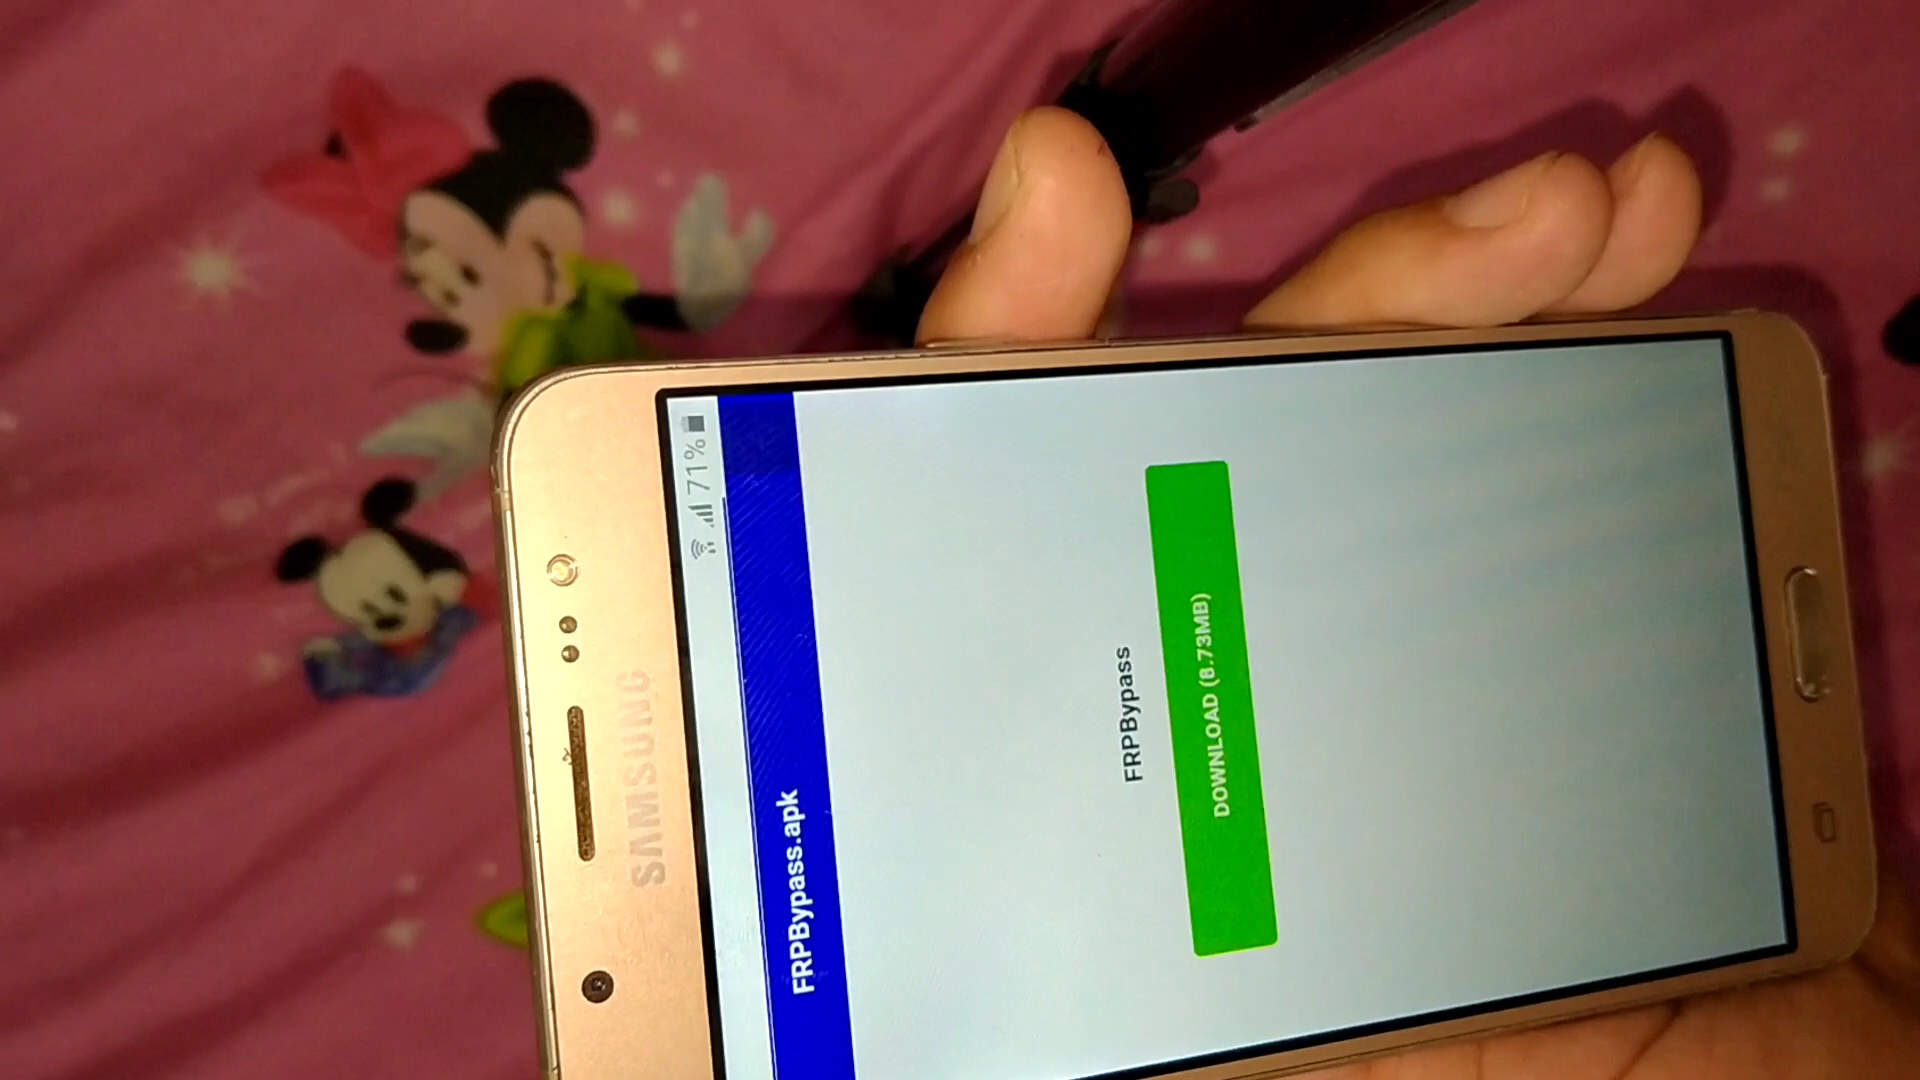 SAMSUNG
71%
FRPBypass.apk
FRPBypass
DOWNLOAD (8.73MB)